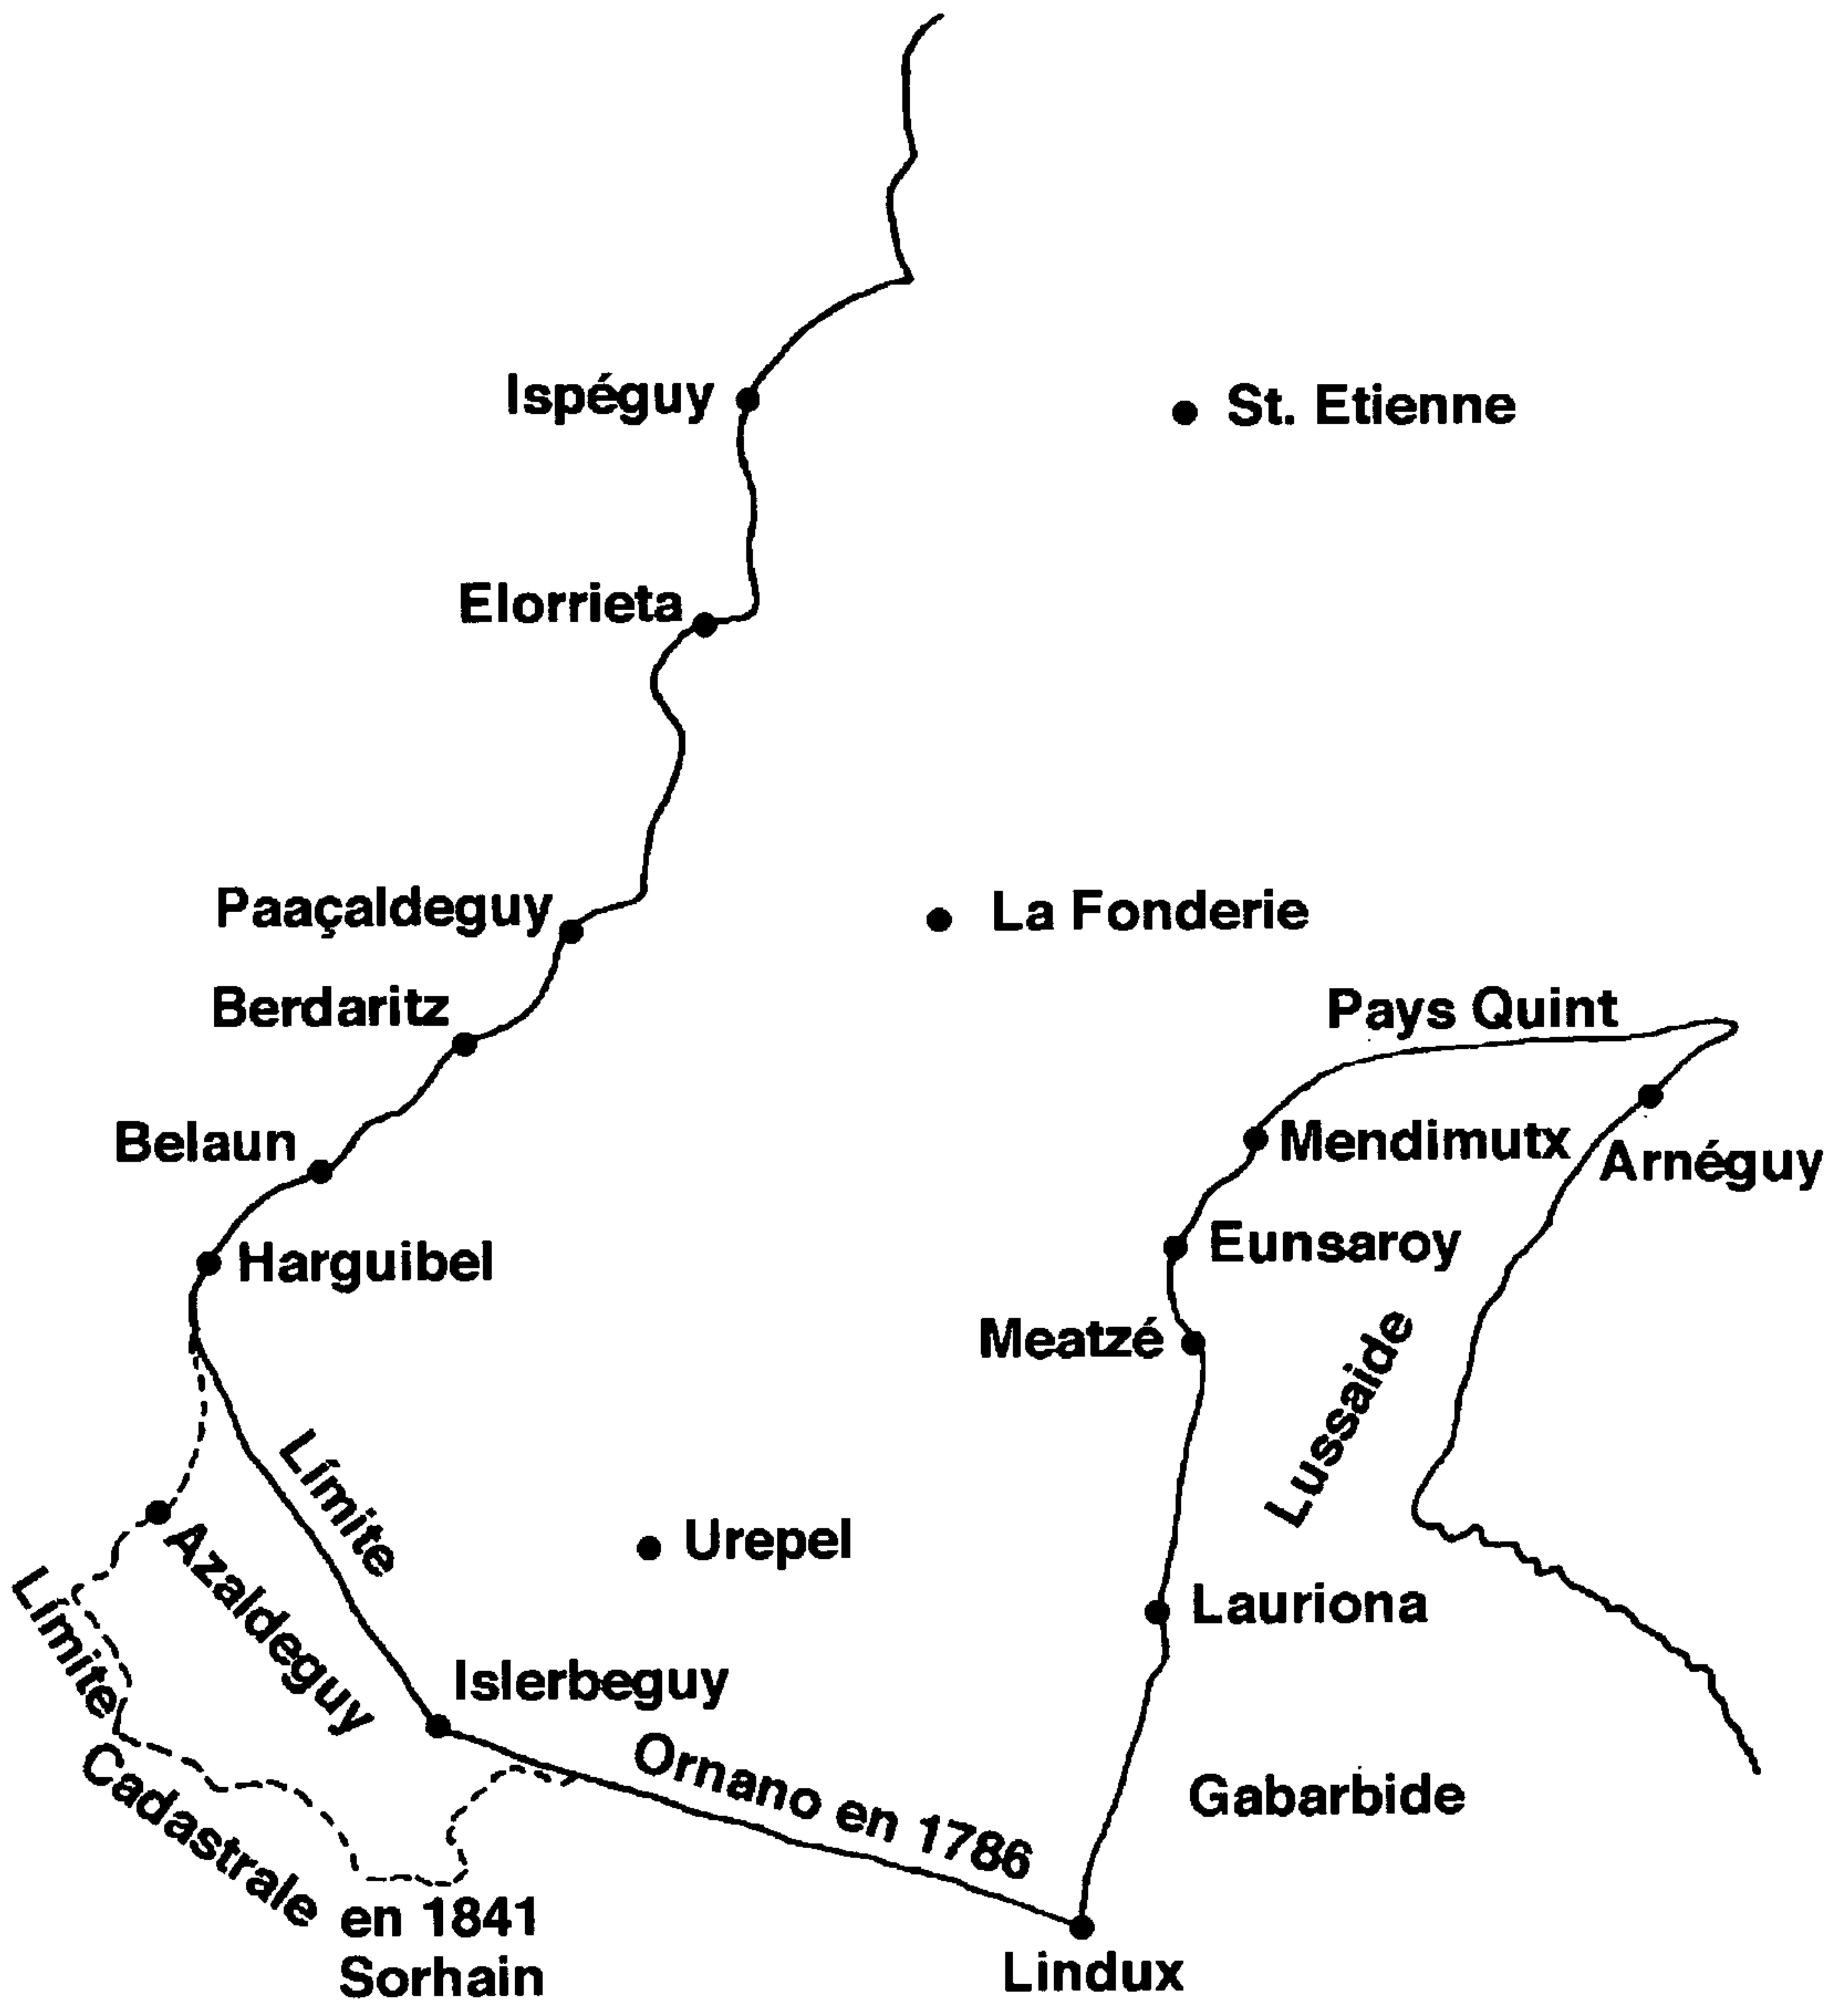 Ispéguy
St. Etienne
Elorrieta
Paaçaldeguy
La Fonderie
Berdaritz
Pays Quint
Belaun
Mendimutx
Arnéguy
Harguibel
Eunsaroy
Meatzé
Lussaide
Límite
Urepel
Azaldeguy
Lauriona
Límite
Islerbeguy
Ornano en 1786
Gabarbide
Cadastrale
en 1841
Sorhain
Lindux